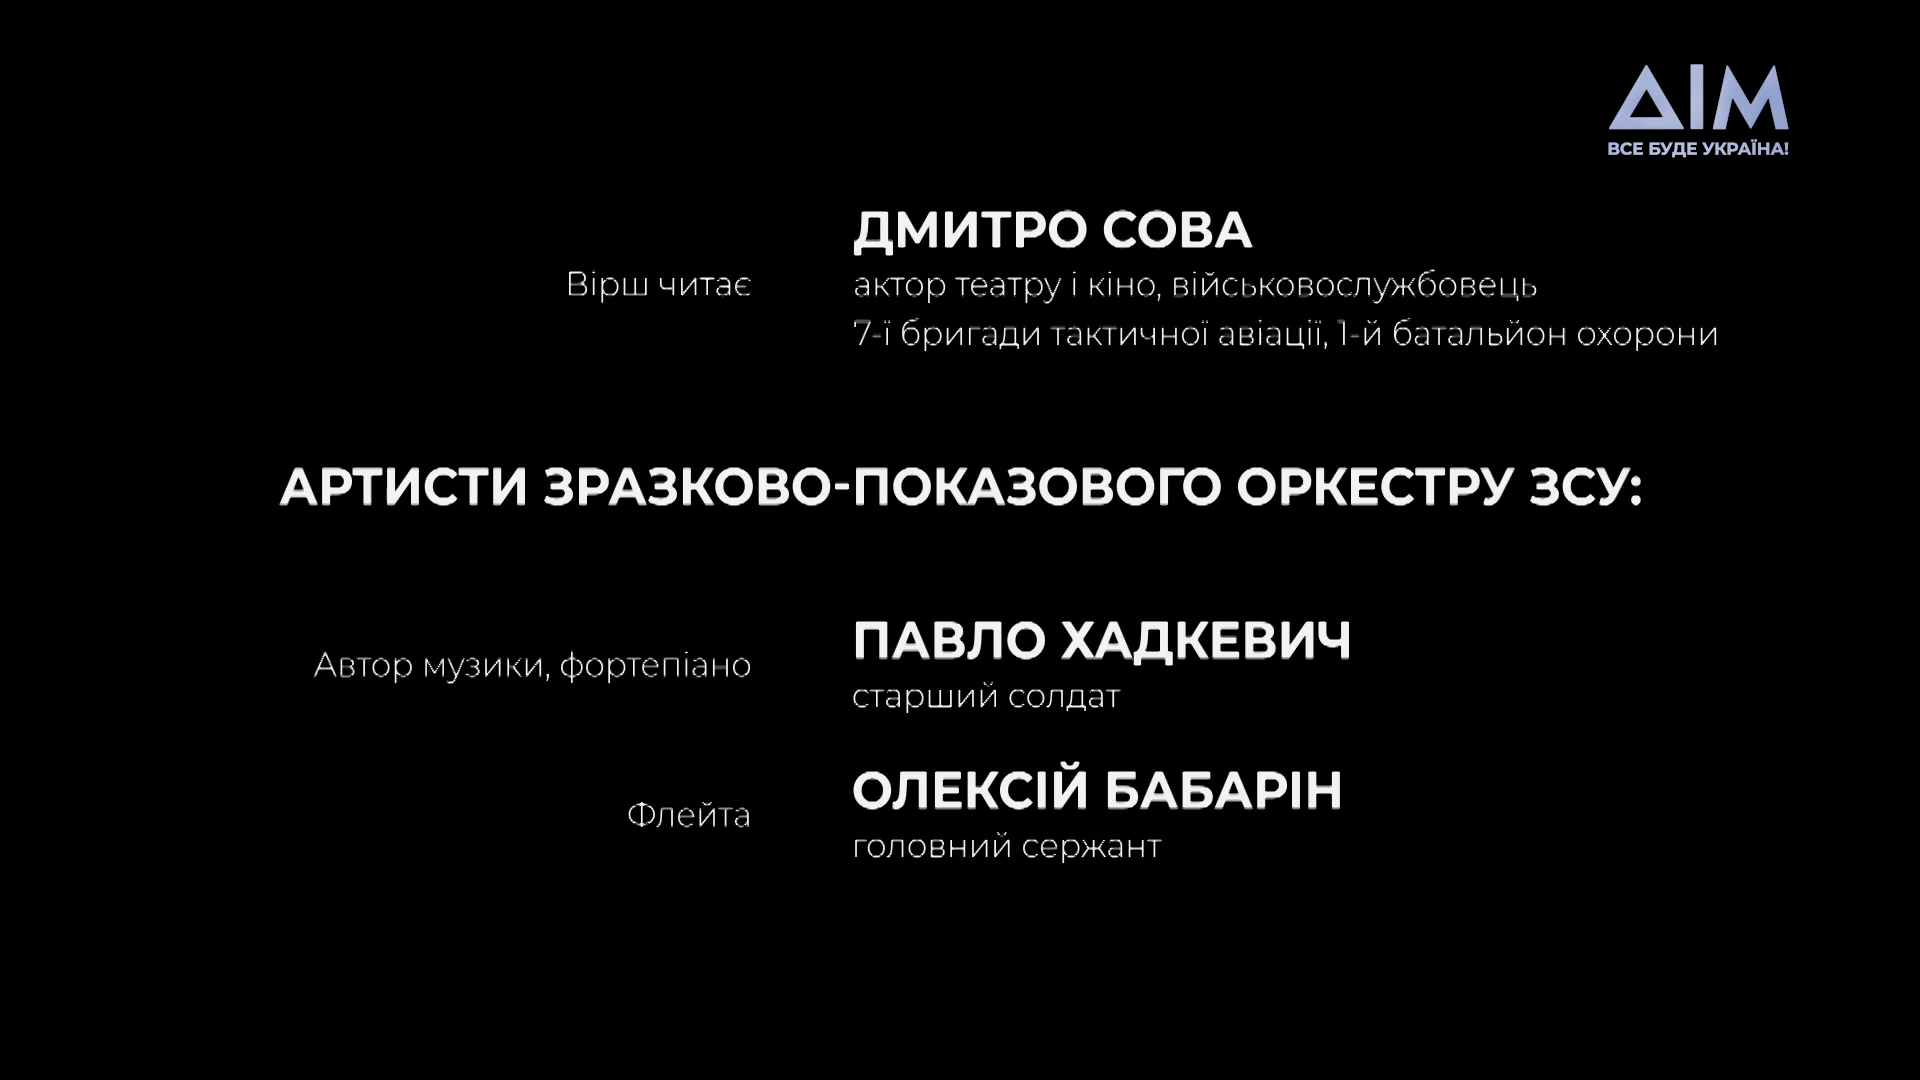 ДІМ
ВСЕ БУДЕ УКРАЇНА!
ДМИТРО СОВА
Вірш читає
актор театру і кіно, військовослужбовець
7-ї бригади тактичної авіації, 1-й батальйон охорони
АРТИСТИ ЗРАЗКОВО-ПОКАЗОВОГО ОРКЕСТРУ ЗСУ:
Автор музики, фортепіано
ПАВЛО ХАДКЕВИЧ
старший солдат
Флейта
ОЛЕКСІЙ БАБАРІН
головний сержант